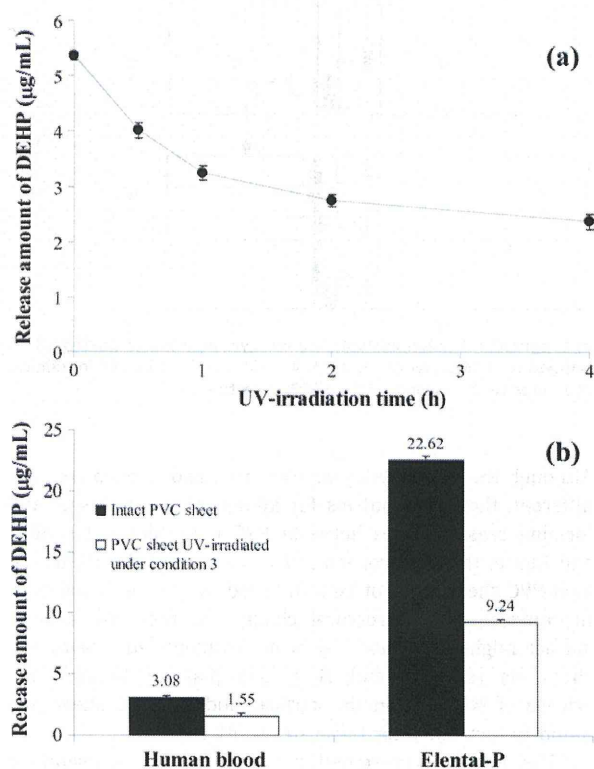 (a)
Release amount of DEHP (µg/mL)
6
5
4
3
2
1
0
0
1
2
3
4
UV-irradiation time (h)
(b)
Release amount of DEHP (µg/mL)
25
20
15
10
5
0
22.62
Intact PVC sheet
PVC sheet UV-irradiated
under condition 3
9.24
3.08
1.55
Human blood
Elental-P